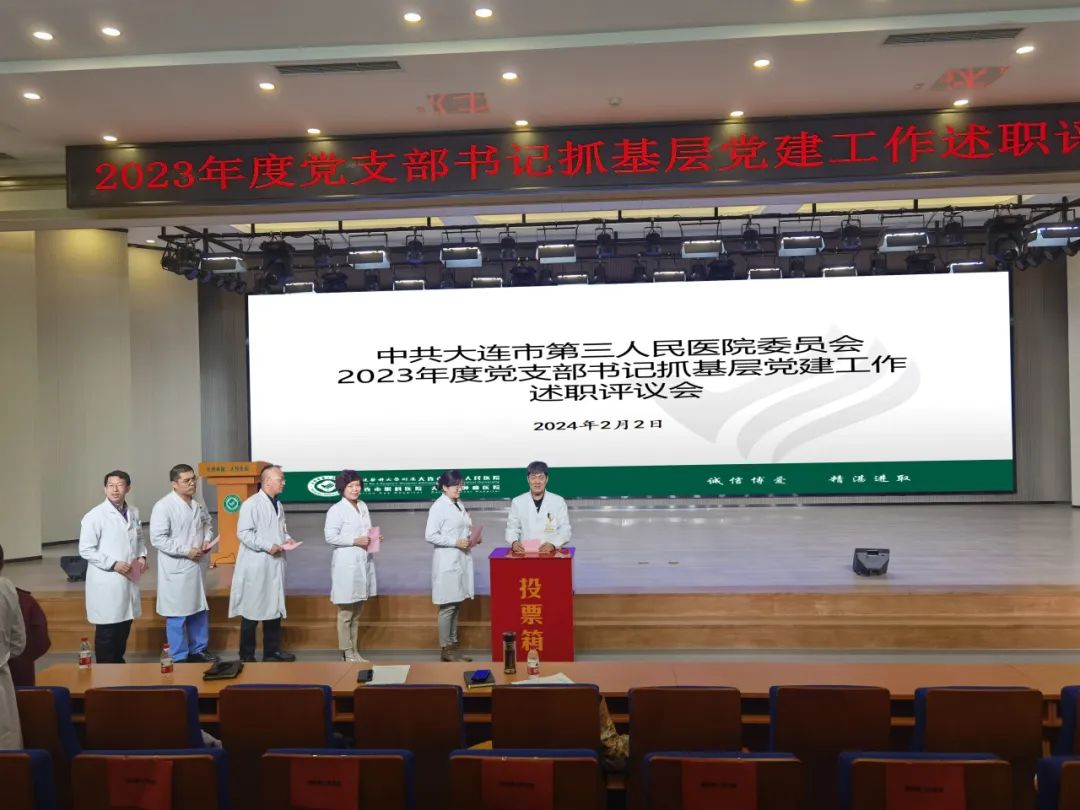 2023年度党支部书记抓基层党建工作述职评
中共大连市第三人民医院委员会
2023年度党支部书记抓基层党建工作
述职评议会
2024年2月2日
诚信博爱 精湛进取
投票箱